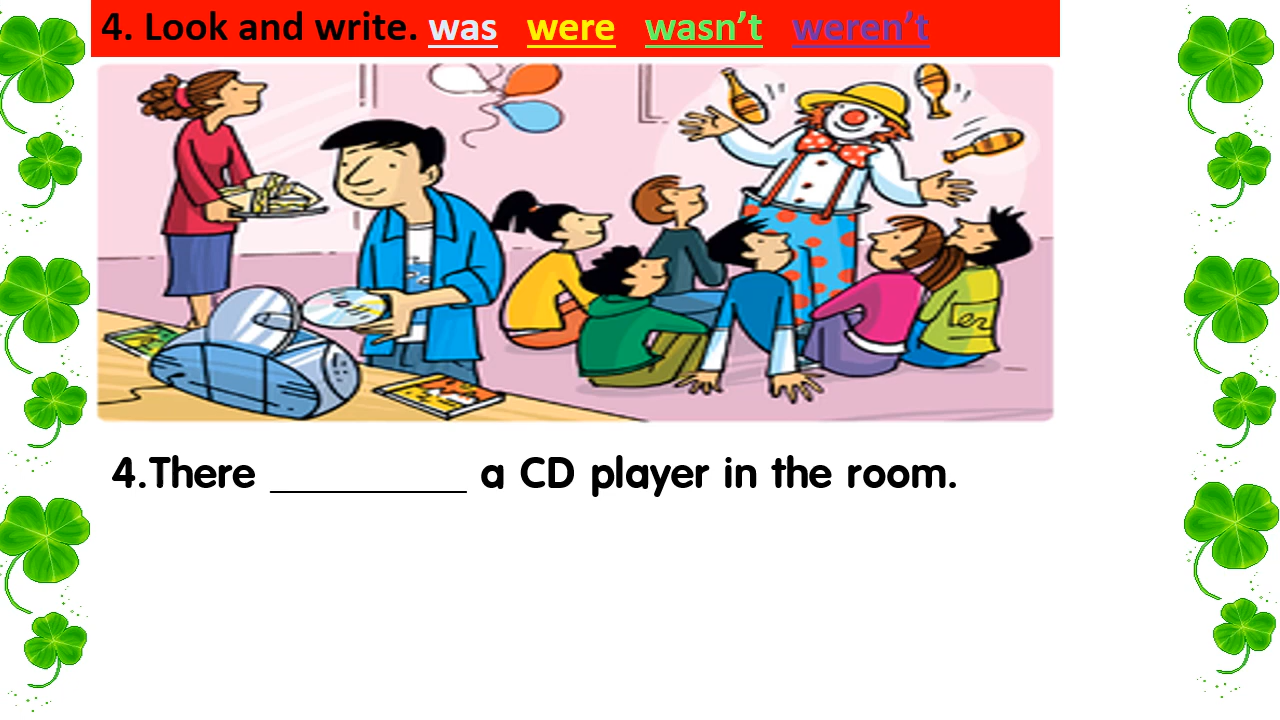 4. Look and write. was were wasn’t weren’t
4.There _________ a CD player in the room.